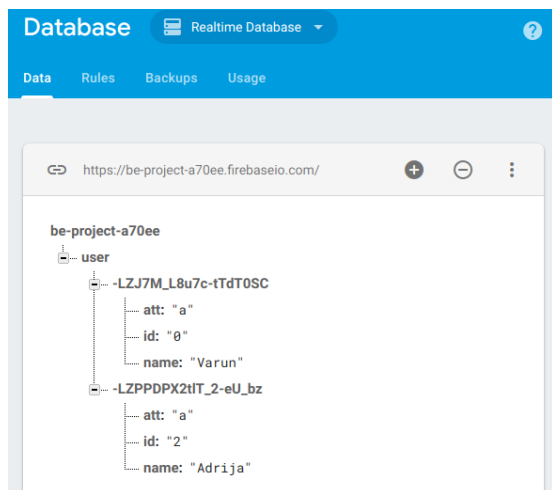 Database Realtime Database
Data Rules Backups Usage
https://be-project-a70ee.firebaseio.com/
be-project-a70ee
user
-LZJ7M_L8u7c-tTdT0SC
att: "a"
id: "0"
name: "Varun"
-LZPPDPX2tlT_2-eU_bz
att: "a"
id: "2"
name: "Adrija"